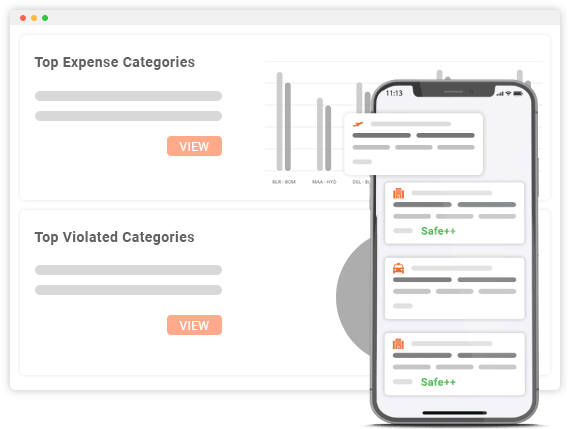 Top Expense Categories
VIEW
BLR - BOM
MAA - HYD
DEL - BL
Top Violated Categories
VIEW
11:13
Safe++
Safe++